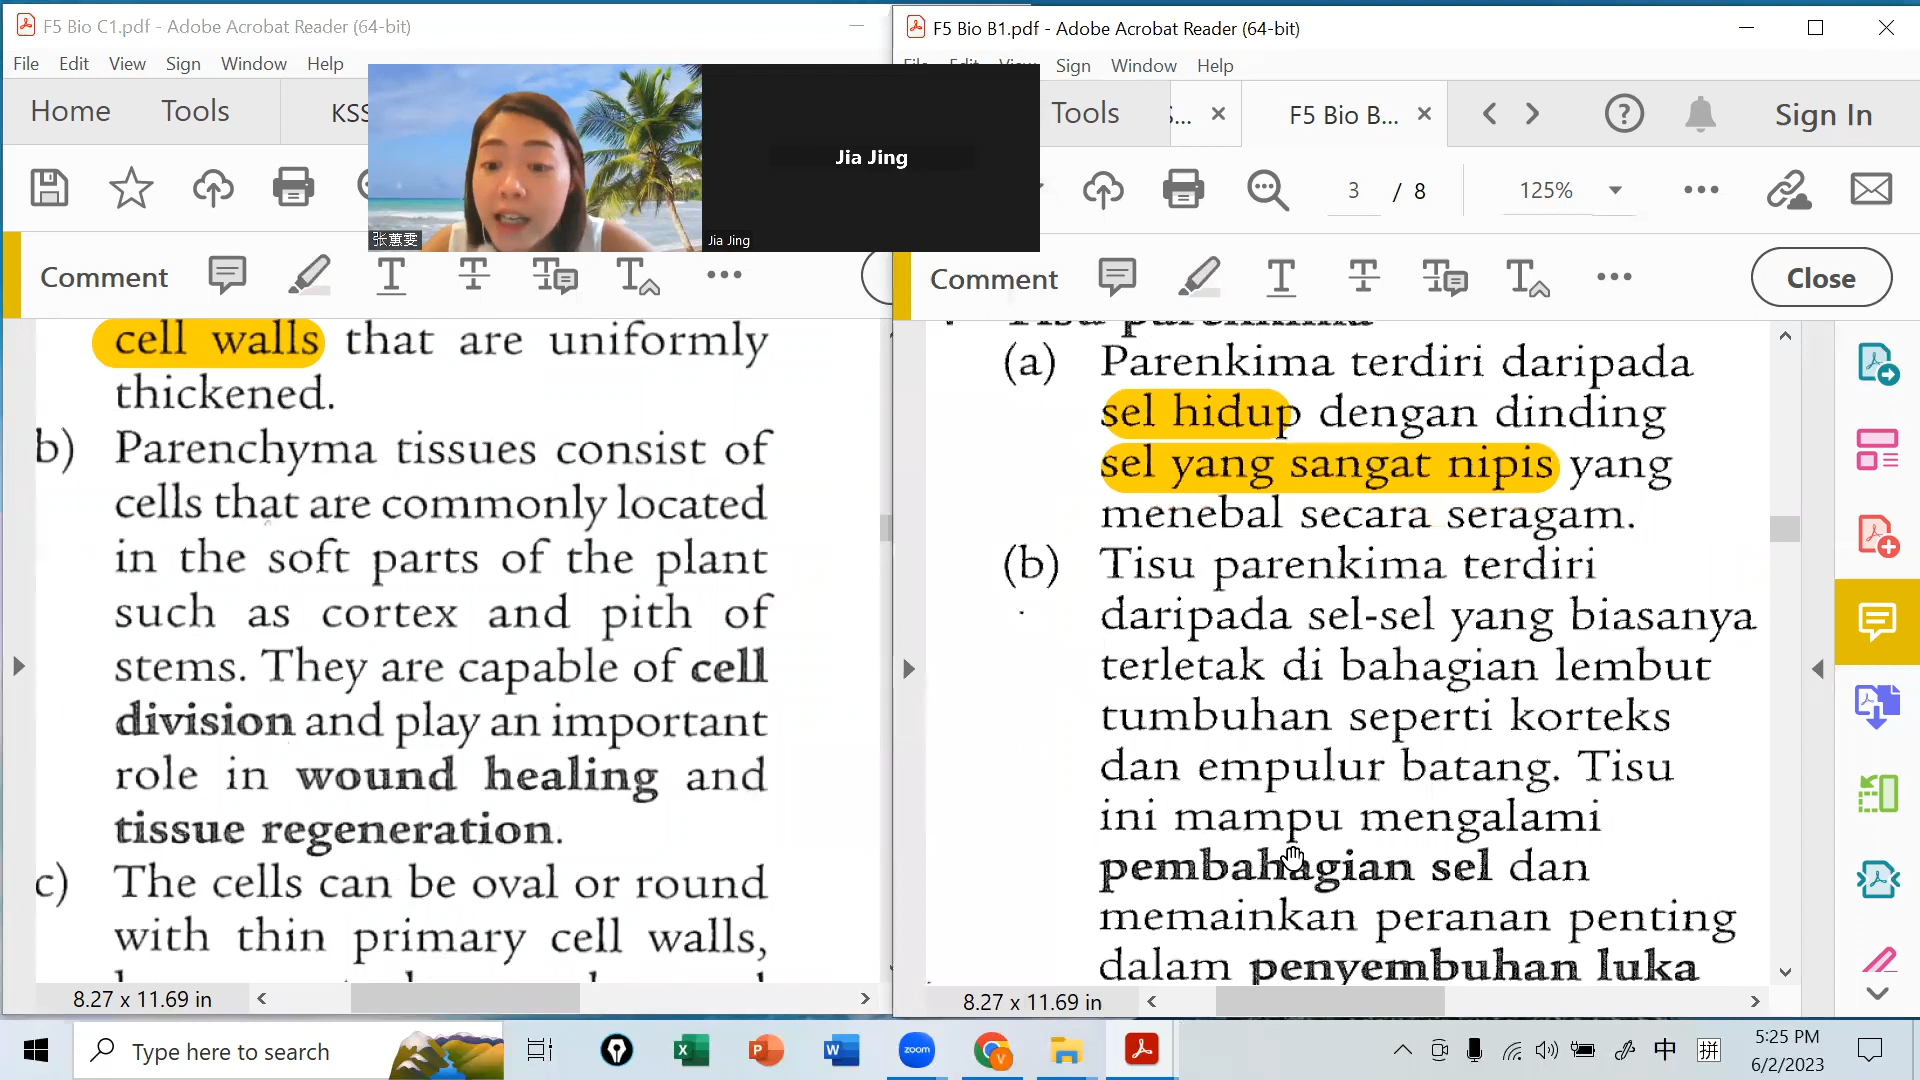 F5 Bio C1.pdf - Adobe Acrobat Reader (64-bit)
File Edit View Sign Window Help
Home Tools KSS
Comment
cell walls that are uniformly
thickened.
b) Parenchyma tissues consist of
cells that are commonly located
in the soft parts of the plant
such as cortex and pith of
stems. They are capable of cell
division and play an important
role in wound healing and
tissue regeneration.
c) The cells can be oval or round
with thin primary cell walls,
8.27 x 11.69 in
张蕙雯
Jia Jing
Jia Jing
F5 Bio B1.pdf - Adobe Acrobat Reader (64-bit)
File Edit View Sign Window Help
Tools S... F5 Bio B... Sign In
3 / 8 125%
Comment Close
Tisu parenkima
(a) Parenkima terdiri daripada
sel hidup dengan dinding
sel yang sangat nipis yang
menebal secara seragam.
(b) Tisu parenkima terdiri
daripada sel-sel yang biasanya
terletak di bahagian lembut
tumbuhan seperti korteks
dan empulur batang. Tisu
ini mampu mengalami
pembahagian sel dan
memainkan peranan penting
dalam penyembuhan luka
8.27 x 11.69 in
Type here to search
zoom
V
中
拼
5:25 PM
6/2/2023